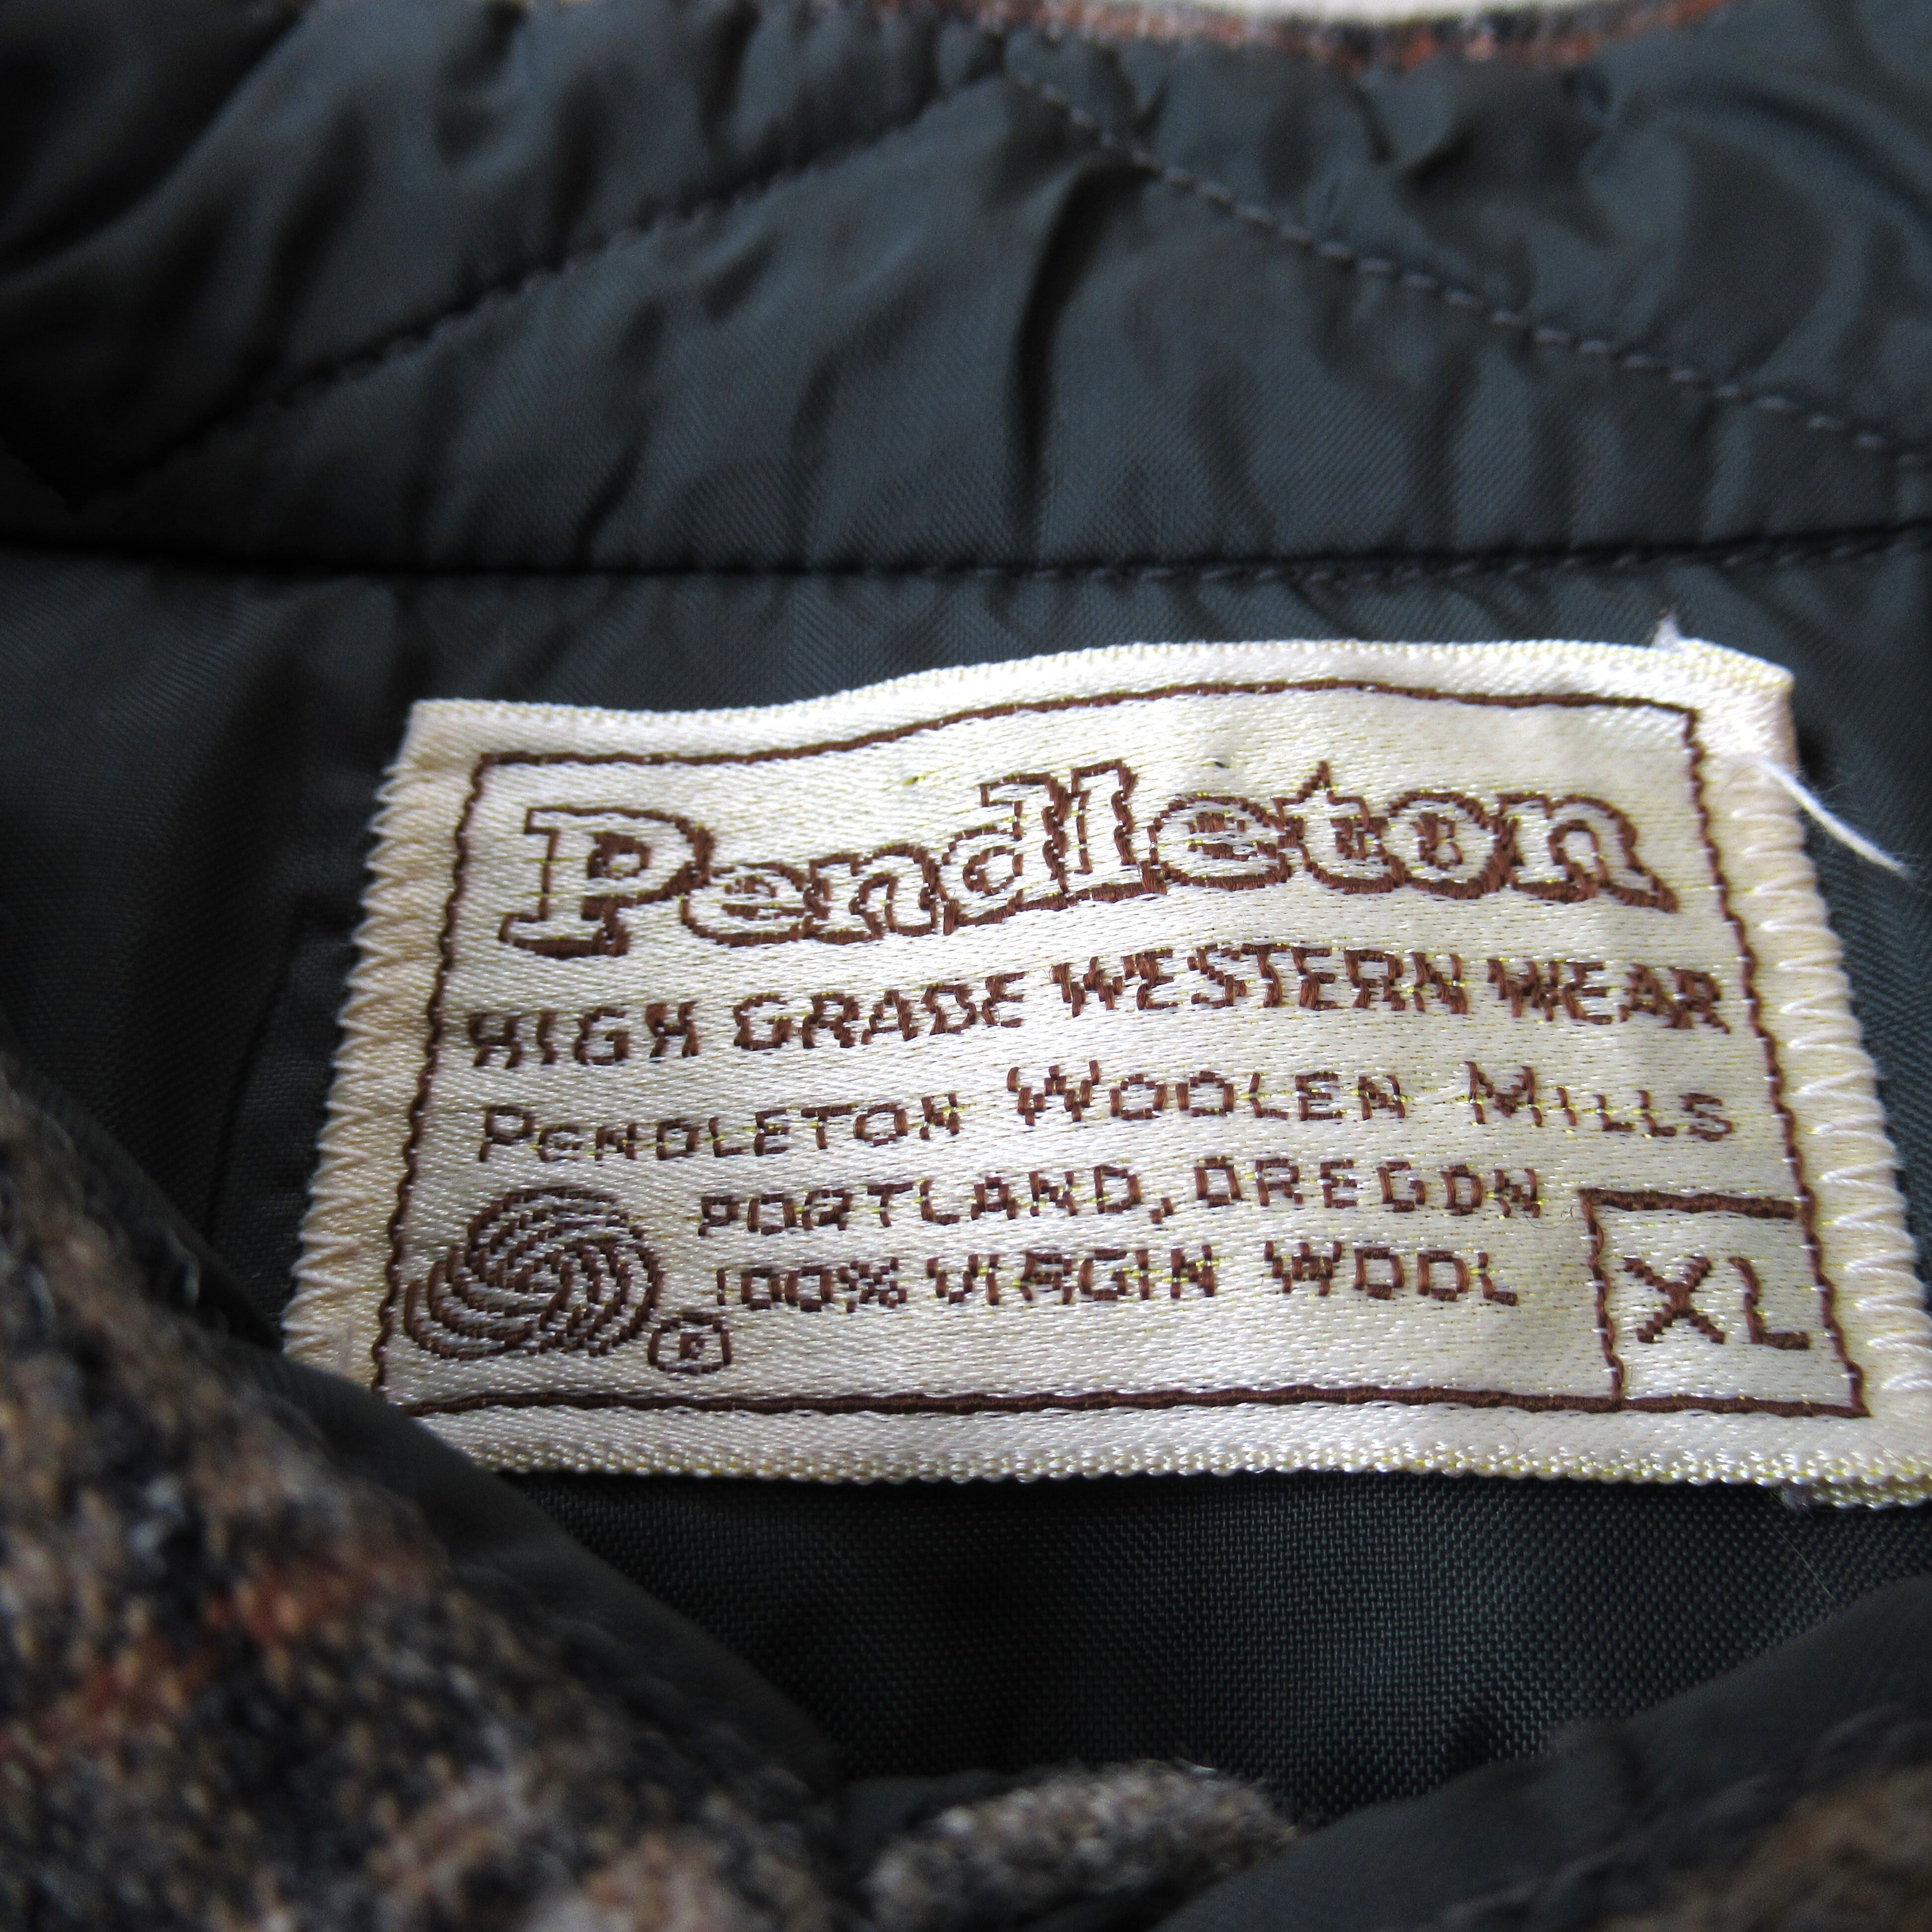 Pendleton
HIGH GRADE WESTERN WEAR
PENDLETON WOOLEN MILLS
PORTLAND, OREGON
100% VIRGIN WOOL
®
XL